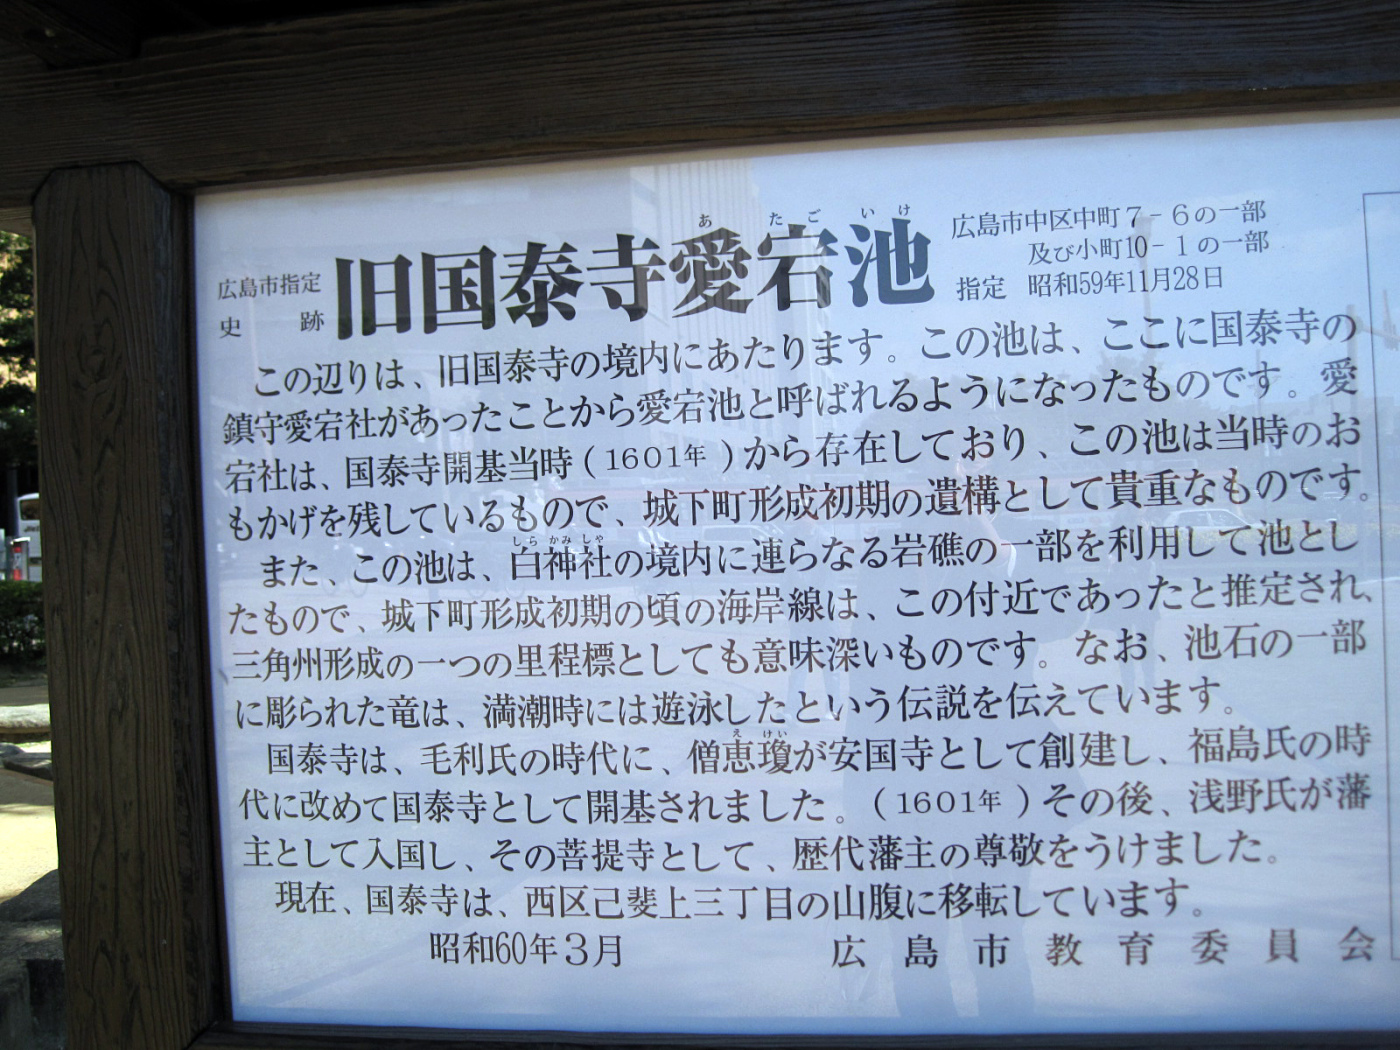 広島市指定
史跡
旧国泰寺愛宕池
あたごいけ
広島市中区中町7-6の一部
及び小町10-1の一部
指定 昭和59年11月28日
この辺りは、旧国泰寺の境内にあたります。この池は、ここに国泰寺の
鎮守愛宕社があったことから愛宕池と呼ばれるようになったものです。愛
宕社は、国泰寺開基当時(1601年)から存在しており、この池は当時のお
もかげを残しているもので、城下町形成初期の遺構として貴重なものです。
また、この池は、白神社の境内に連らなる岩礁の一部を利用して池とし
しらかみしゃ
たもので、城下町形成初期の頃の海岸線は、この付近であったと推定され、
三角州形成の一つの里程標としても意味深いものです。なお、池石の一部
に彫られた竜は、満潮時には遊泳したという伝説を伝えています。
国泰寺は、毛利氏の時代に、僧恵瓊が安国寺として創建し、福島氏の時
えけい
代に改めて国泰寺として開基されました。(1601年)その後、浅野氏が藩
主として入国し、その菩提寺として、歴代藩主の尊敬をうけました。
現在、国泰寺は、西区己斐上三丁目の山腹に移転しています。
昭和60年3月 広島市教育委員会